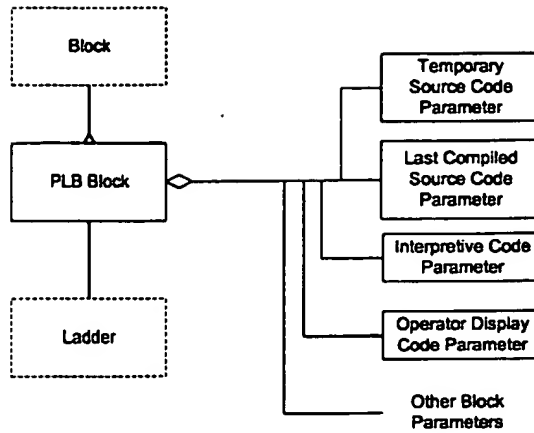 Block
PLB Block
Ladder
Temporary
Source Code
Parameter
Last Compiled
Source Code
Parameter
Interpretive Code
Parameter
Operator Display
Code Parameter
Other Block
Parameters